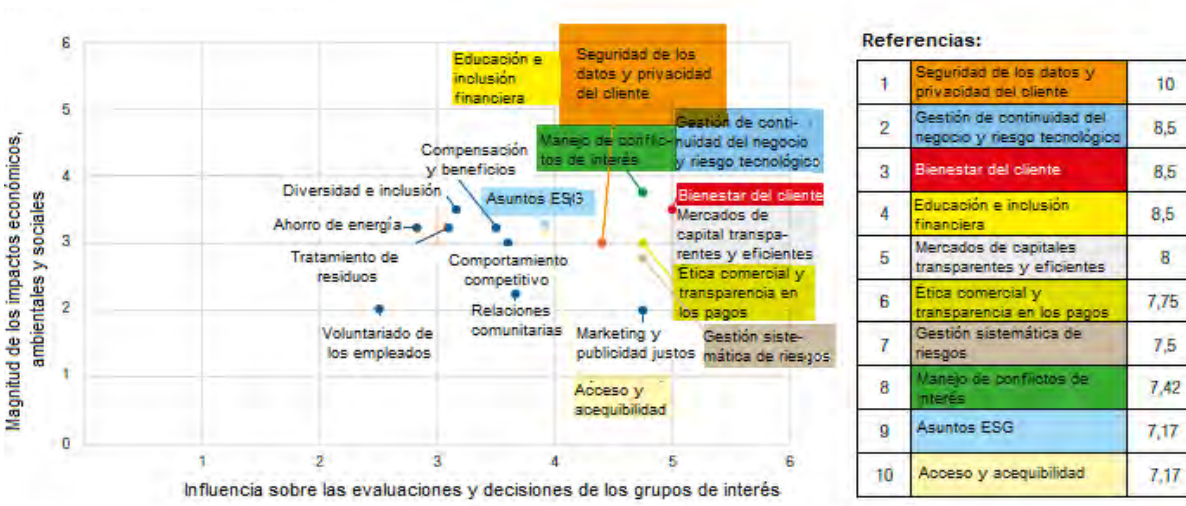 6
5
4
3
2
1
0
1
2
3
4
5
6
Magnitud de los impactos económicos,
ambientales y sociales
Influencia sobre las evaluaciones y decisiones de los grupos de interés
Educación e
inclusión
financiera
Seguridad de los
datos y privacidad
del cliente
Compensación
y beneficios
Manejo de conflic-
tos de interés
Gestión de conti-
nuidad del negocio
y riesgo tecnológico
Diversidad e inclusión
Asuntos ESG
Bienestar del cliente
Ahorro de energía
Mercados de
capital transpa-
rentes y eficientes
Tratamiento de
residuos
Comportamiento
competitivo
Ética comercial y
transparencia en
los pagos
Relaciones
comunitarias
Voluntariado de
los empleados
Marketing y
publicidad justos
Gestión siste-
mática de riesgos
Acceso y
acequibilidad
Referencias:
1 Seguridad de los datos y 10
privacidad del cliente
2 Gestión de continuidad del 8,5
negocio y riesgo tecnológico
3 Bienestar del cliente 8,5
4 Educación e inclusión 8,5
financiera
5 Mercados de capitales 8
transparentes y eficientes
6 Ética comercial y 7,75
transparencia en los pagos
7 Gestión sistemática de 7,5
riesgos
8 Manejo de conflictos de 7,42
interés
9 Asuntos ESG 7,17
10 Acceso y acequibilidad 7,17